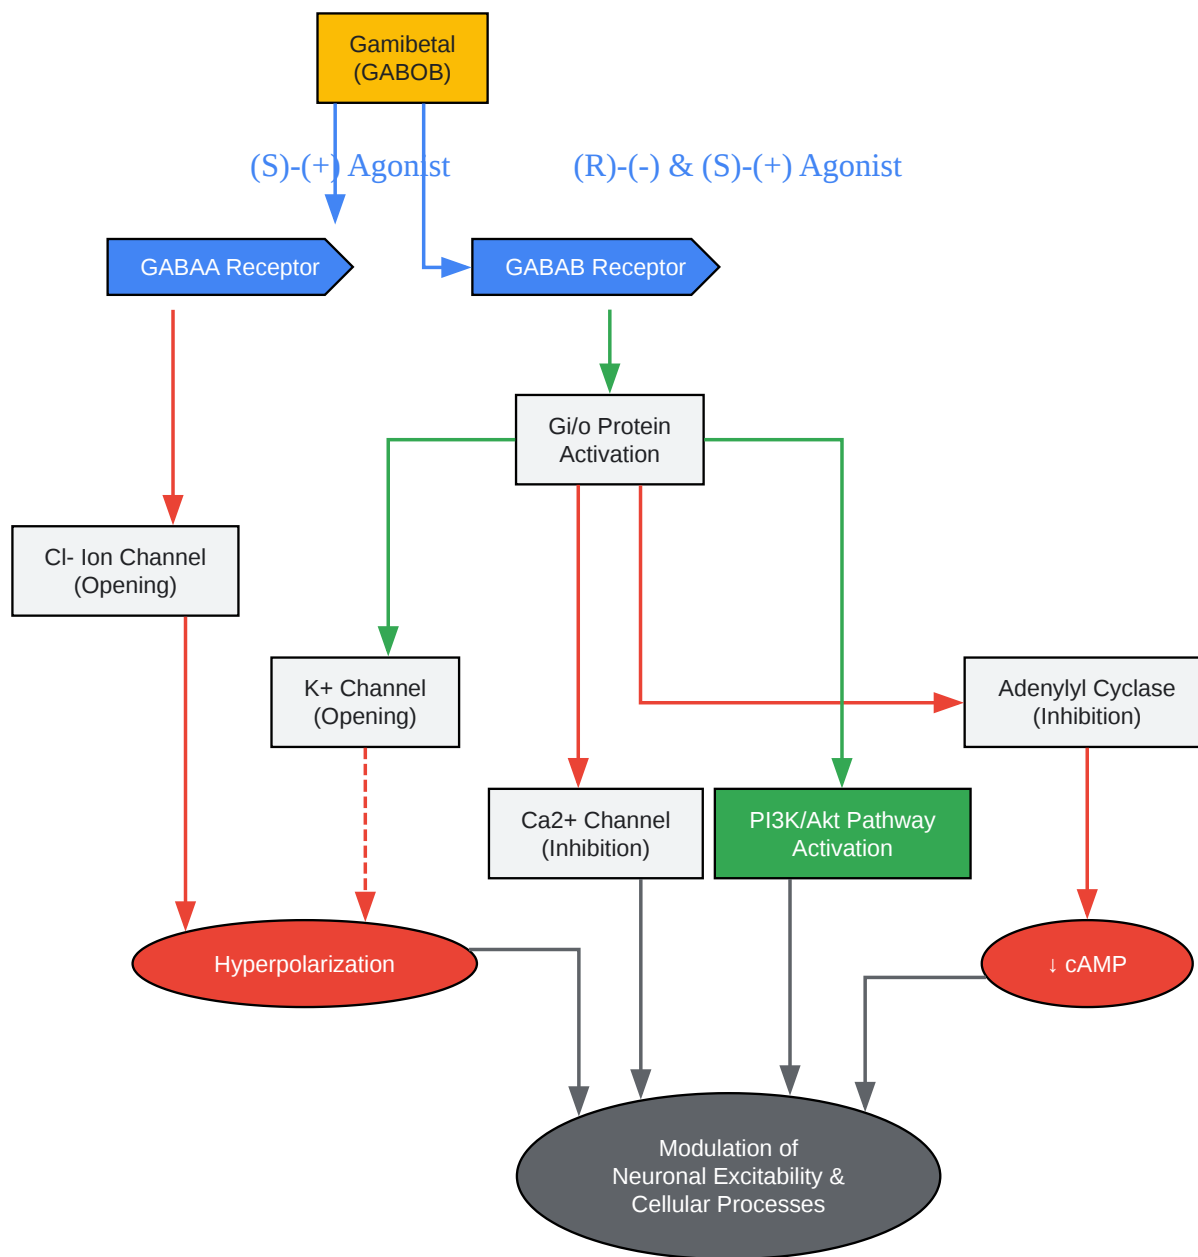 Gamibetal
(GABOB)
(S)-(+) Agonist
(R)-(-) & (S)-(+) Agonist
GABAA Receptor
GABAB Receptor
Gi/o Protein
Activation
Cl- Ion Channel
(Opening)
K+ Channel
(Opening)
Adenylyl Cyclase
(Inhibition)
Ca2+ Channel
(Inhibition)
PI3K/Akt Pathway
Activation
Hyperpolarization
↓ cAMP
Modulation of
Neuronal Excitability &
Cellular Processes